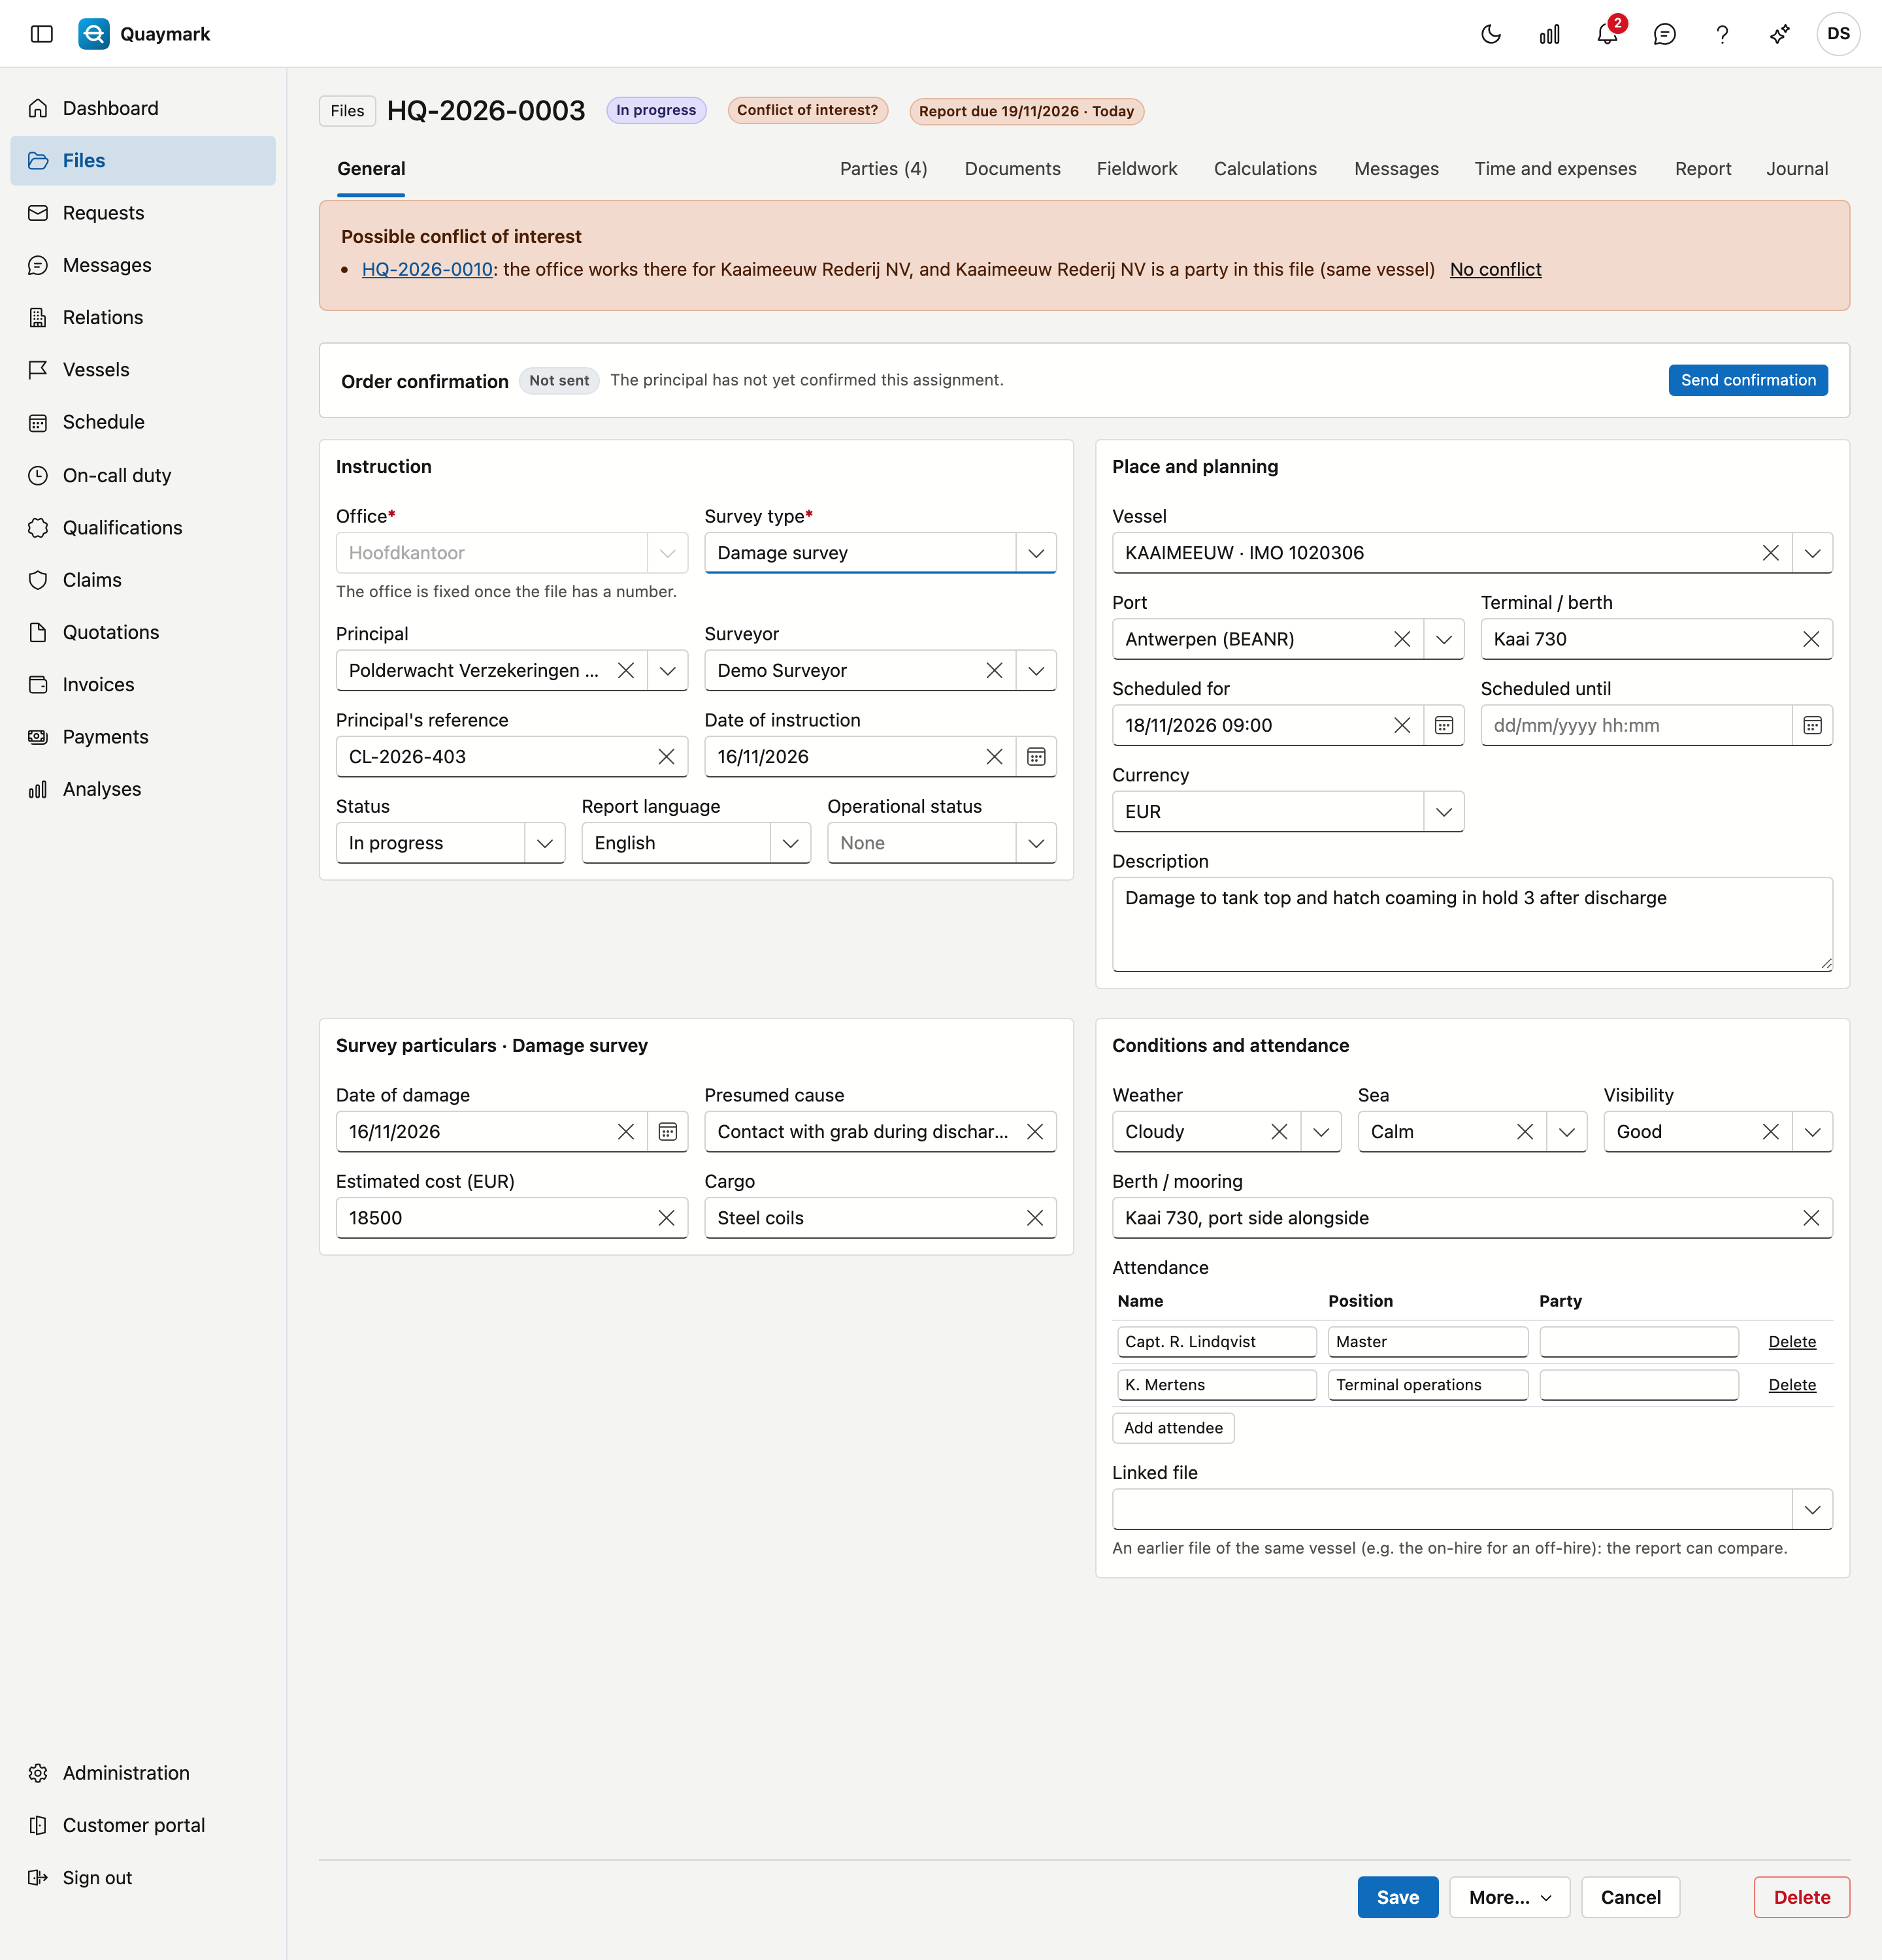 Quaymark
2
DS
Dashboard
Files
Requests
Messages
Relations
Vessels
Schedule
On-call duty
Qualifications
Claims
Quotations
Invoices
Payments
Analyses
Administration
Customer portal
Sign out
Files HQ-2026-0003 In progress Conflict of interest? Report due 19/11/2026 · Today
General Parties (4) Documents Fieldwork Calculations Messages Time and expenses Report Journal
Possible conflict of interest
• HQ-2026-0010: the office works there for Kaaimeeuw Rederij NV, and Kaaimeeuw Rederij NV is a party in this file (same vessel) No conflict
Order confirmation Not sent The principal has not yet confirmed this assignment. Send confirmation
Instruction
Office* Survey type*
Hoofdkantoor Damage survey
The office is fixed once the file has a number.
Principal Surveyor
Polderwacht Verzekeringen ... Demo Surveyor
Principal's reference Date of instruction
CL-2026-403 16/11/2026
Status Report language Operational status
In progress English None
Place and planning
Vessel
KAAIMEEUW · IMO 1020306
Port Terminal / berth
Antwerpen (BEANR) Kaai 730
Scheduled for Scheduled until
18/11/2026 09:00 dd/mm/yyyy hh:mm
Currency
EUR
Description
Damage to tank top and hatch coaming in hold 3 after discharge
Survey particulars · Damage survey
Date of damage Presumed cause
16/11/2026 Contact with grab during dischar...
Estimated cost (EUR) Cargo
18500 Steel coils
Conditions and attendance
Weather Sea Visibility
Cloudy Calm Good
Berth / mooring
Kaai 730, port side alongside
Attendance
Name Position Party
Capt. R. Lindqvist Master Delete
K. Mertens Terminal operations Delete
Add attendee
Linked file
An earlier file of the same vessel (e.g. the on-hire for an off-hire): the report can compare.
Save More... Cancel Delete